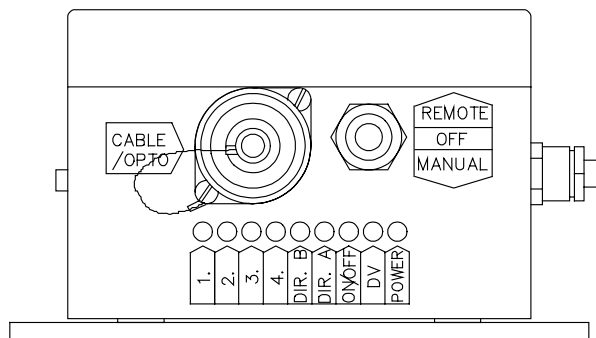 REMOTE
OFF
MANUAL
CABLE
/OPTO
1.
2.
3.
4.
DIR. B
DIR. A
ON/OFF
DV
POWER